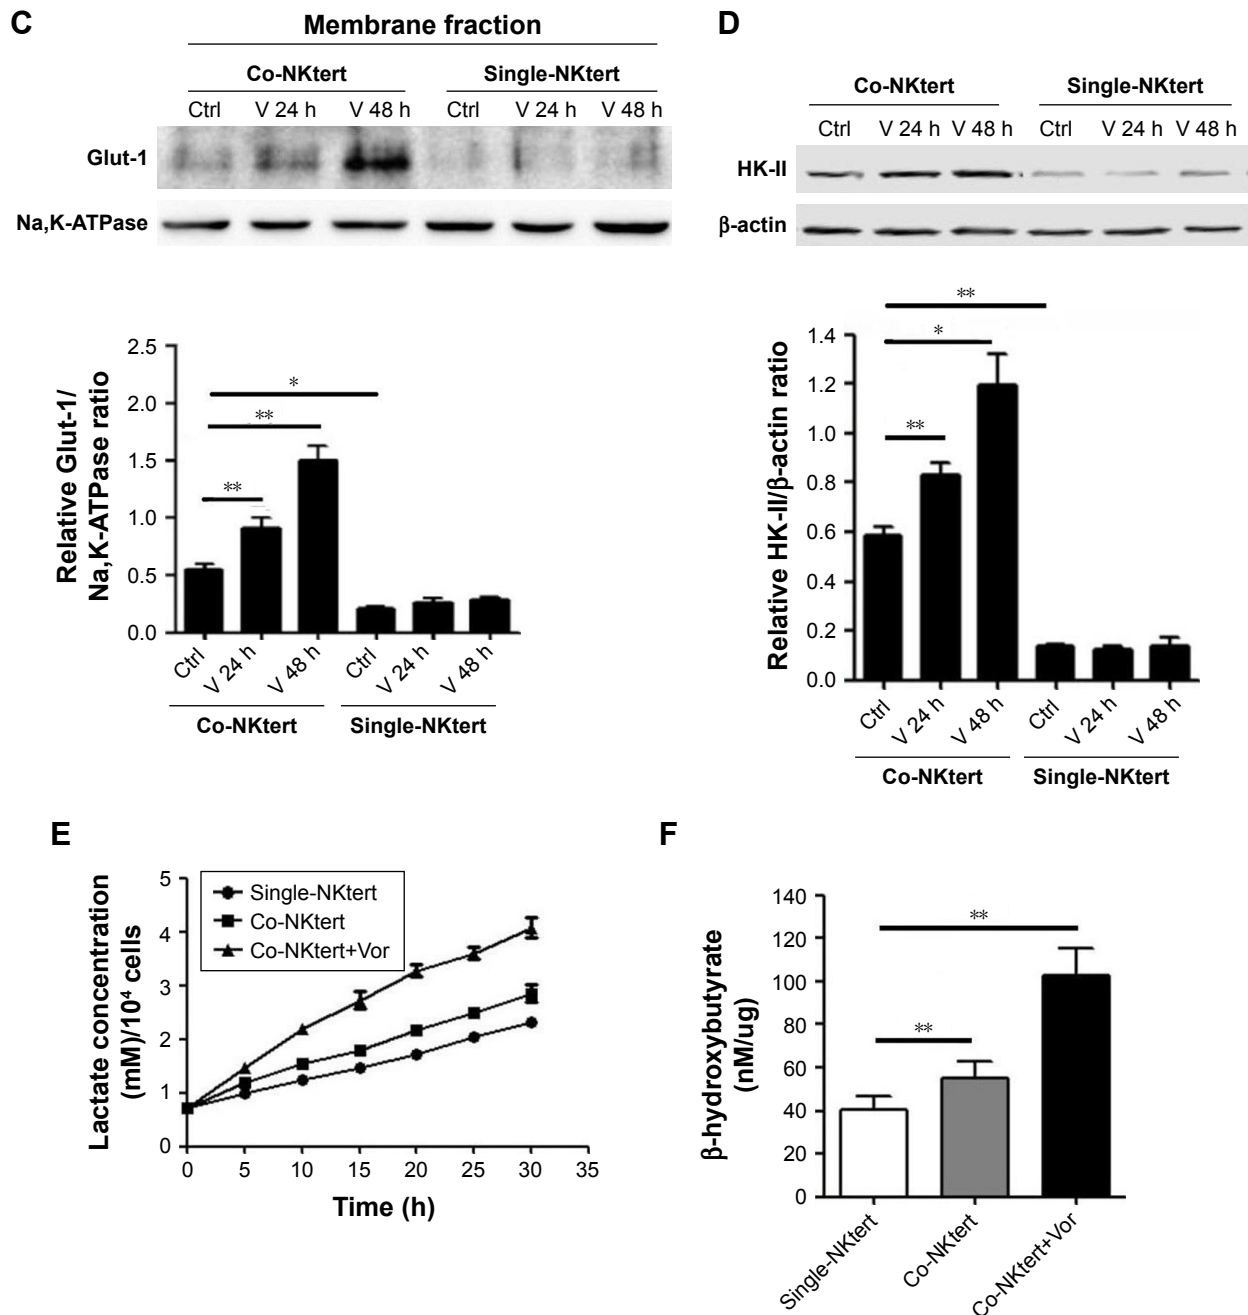 C
Membrane fraction
Co-NKtert
Single-NKtert
Ctrl
V 24 h
V 48 h
Ctrl
V 24 h
V 48 h
Glut-1
Na,K-ATPase
Relative Glut-1/
Na,K-ATPase ratio
2.5
2.0
1.5
1.0
0.5
0.0
*
**
**
Ctrl
V 24 h
V 48 h
Ctrl
V 24 h
V 48 h
Co-NKtert
Single-NKtert
D
Co-NKtert
Single-NKtert
Ctrl
V 24 h
V 48 h
Ctrl
V 24 h
V 48 h
HK-II
β-actin
Relative HK-II/β-actin ratio
1.4
1.2
1.0
0.8
0.6
0.4
0.2
0.0
**
*
**
Ctrl
V 24 h
V 48 h
Ctrl
V 24 h
V 48 h
Co-NKtert
Single-NKtert
E
Lactate concentration
(mM)/10⁴ cells
5
4
3
2
1
0
Single-NKtert
Co-NKtert
Co-NKtert+Vor
0
5
10
15
20
25
30
35
Time (h)
F
β-hydroxybutyrate
(nM/ug)
140
120
100
80
60
40
20
0
**
**
Single-NKtert
Co-NKtert
Co-NKtert+Vor